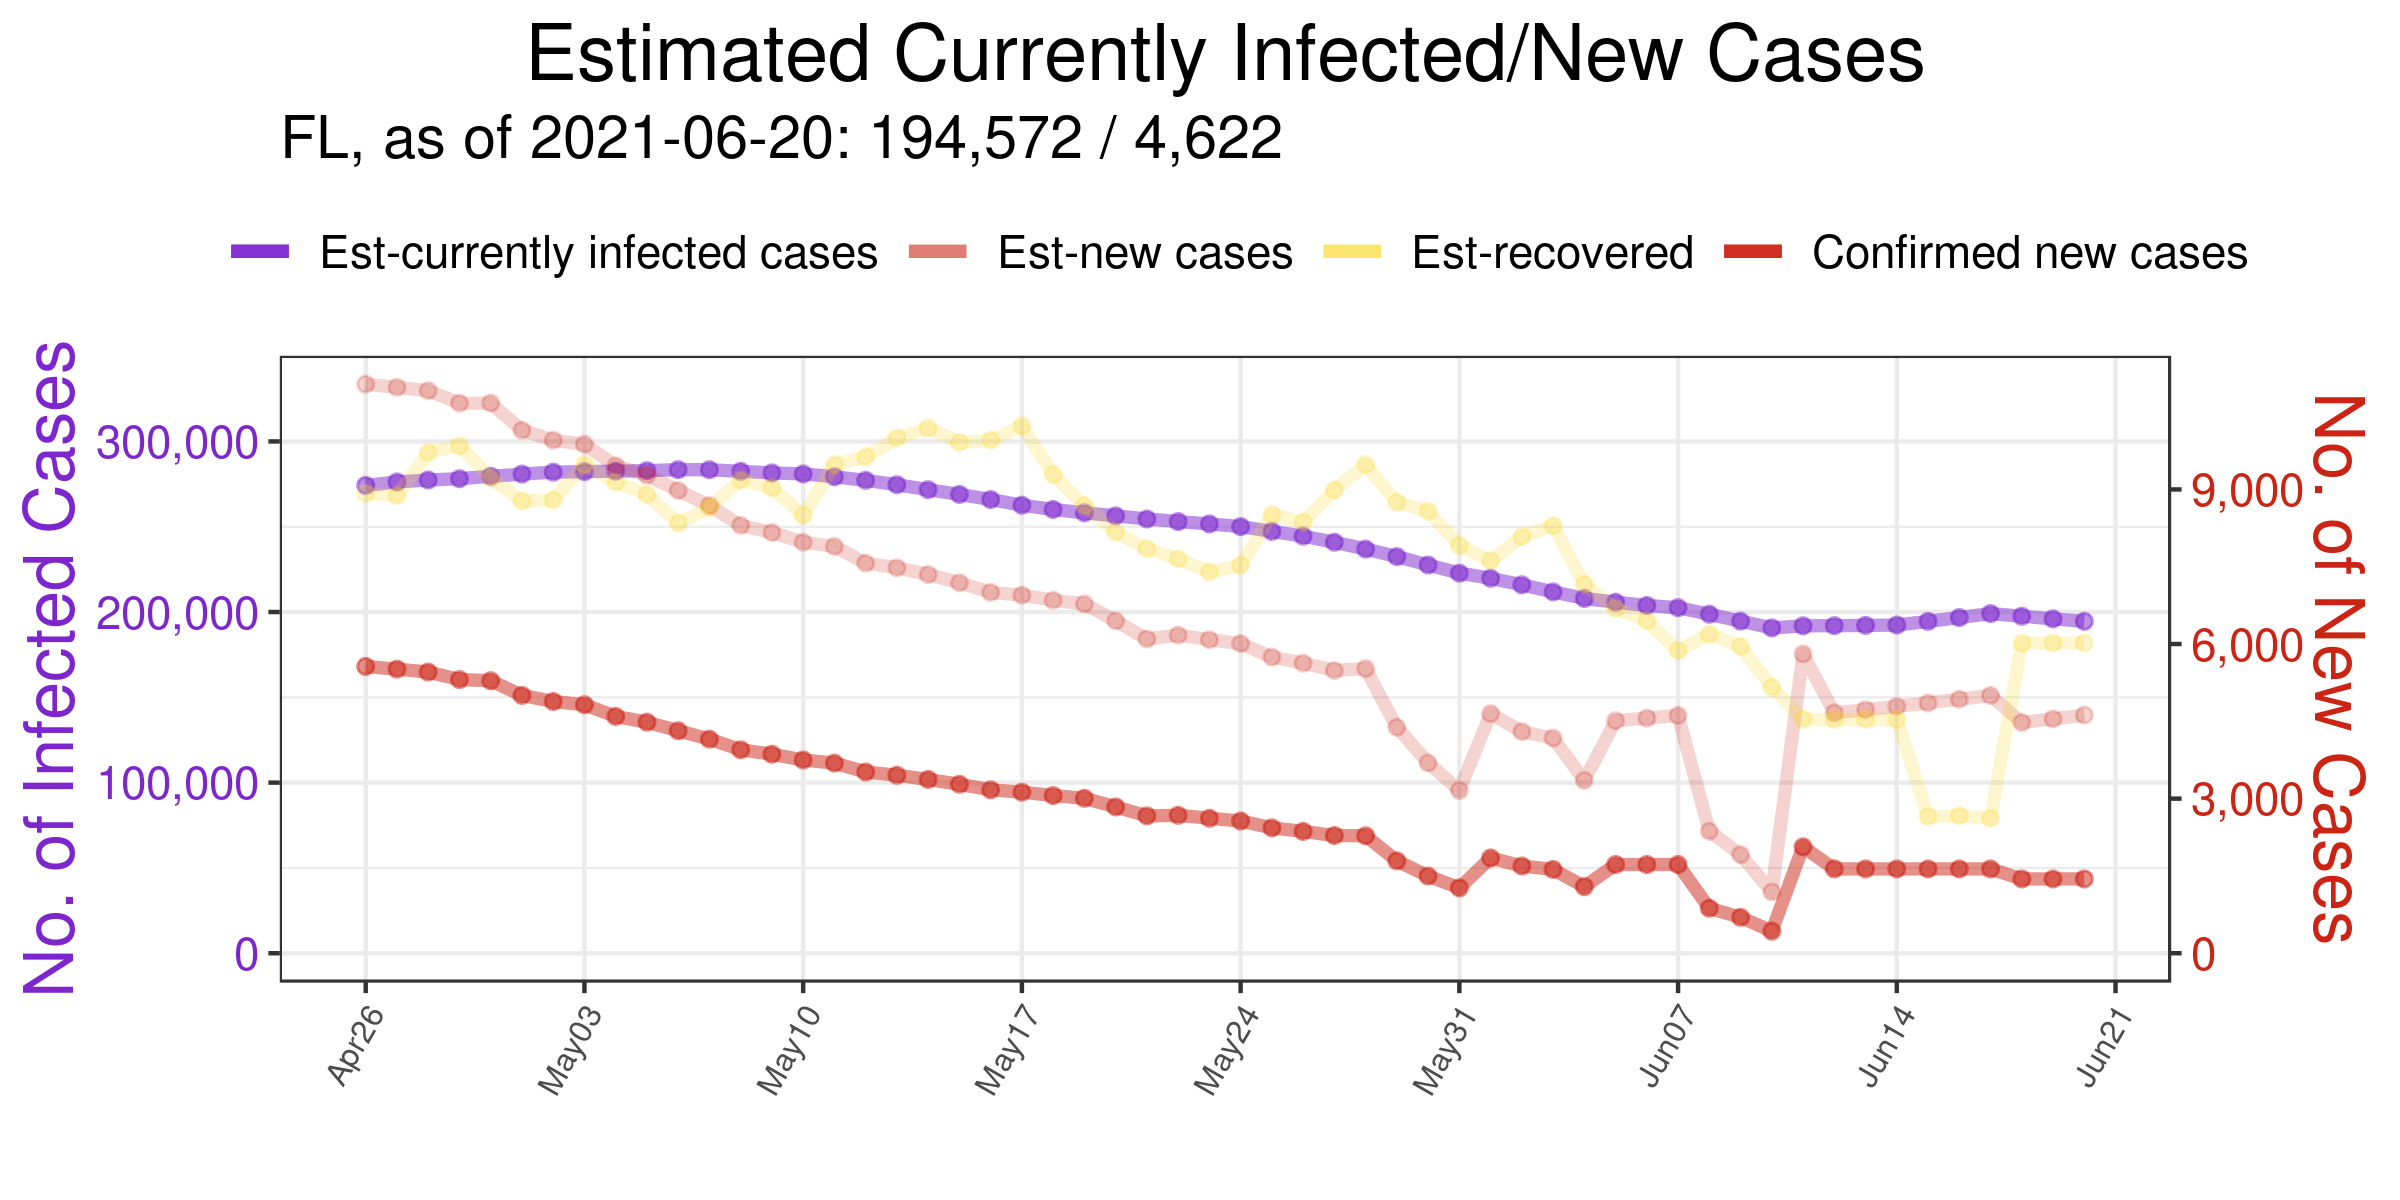 Estimated Currently Infected/New Cases
FL, as of 2021-06-20: 194,572 / 4,622
Est-currently infected cases Est-new cases Est-recovered Confirmed new cases
No. of Infected Cases
300,000
200,000
100,000
0
9,000
6,000
3,000
0
No. of New Cases
Apr26 May03 May10 May17 May24 May31 Jun07 Jun14 Jun21